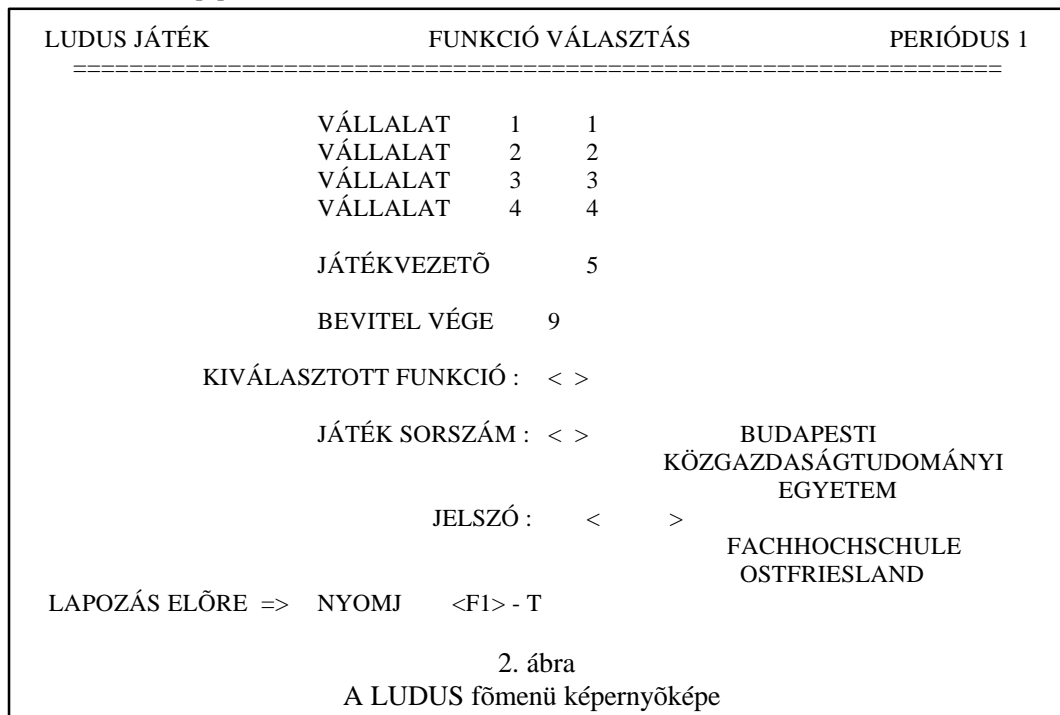 LUDUS JÁTÉK FUNKCIÓ VÁLASZTÁS PERIÓDUS 1
==================================================================
VÁLLALAT 1 1
VÁLLALAT 2 2
VÁLLALAT 3 3
VÁLLALAT 4 4
JÁTÉKVEZETÕ 5
BEVITEL VÉGE 9
KIVÁLASZTOTT FUNKCIÓ : < >
JÁTÉK SORSZÁM : < > BUDAPESTI
KÖZGAZDASÁGTUDOMÁNYI
EGYETEM
JELSZÓ : < >
FACHHOCHSCHULE
OSTFRIESLAND
LAPOZÁS ELÕRE => NYOMJ <F1> - T
2. ábra
A LUDUS fõmenü képernyõképe